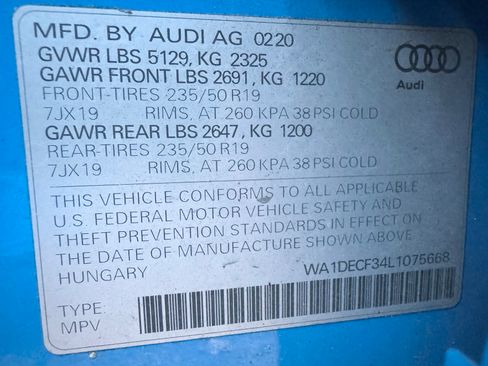 MFD. BY AUDI AG 0220
GVWR LBS 5129, KG 2325
GAWR FRONT LBS 2691, KG 1220
FRONT-TIRES 235/50 R19
7JX19 RIMS, AT 260 KPA 38 PSI COLD
GAWR REAR LBS 2647, KG 1200
REAR-TIRES 235/50 R19
7JX19 RIMS, AT 260 KPA 38 PSI COLD
Audi
THIS VEHICLE CONFORMS TO ALL APPLICABLE
U.S. FEDERAL MOTOR VEHICLE SAFETY AND
THEFT PREVENTION STANDARDS IN EFFECT ON
THE DATE OF MANUFACTURE SHOWN ABOVE
HUNGARY WA1DECF34L1075668
TYPE:
MPV